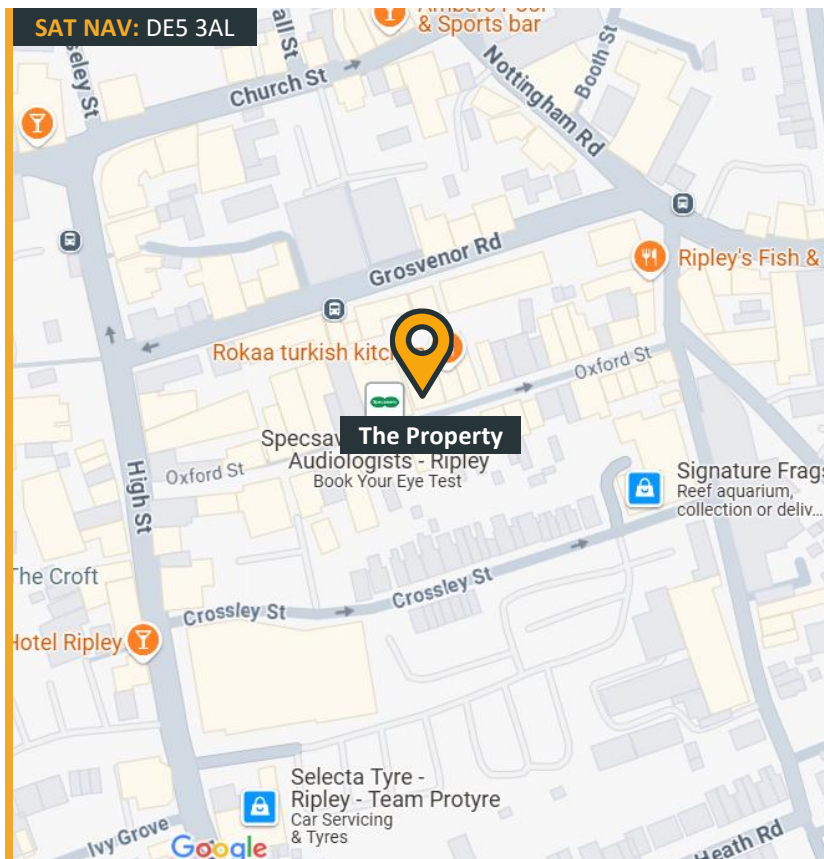 SAT NAV: DE5 3AL
& Sports bar
Church St
Nottingham Rd
Booth St
Grosvenor Rd
Ripley's Fish &
Rokaa turkish
Oxford St
The Property
Audiologists - Ripley
Book Your Eye Test
Oxford St
High St
Signature Frags
Reef aquarium,
collection or deliv...
The Croft
Crossley St
Crossley St
Hotel Ripley
Selecta Tyre -
Ripley - Team Protyre
Car Servicing
& Tyres
Ivy Grove
Google
Heath Rd